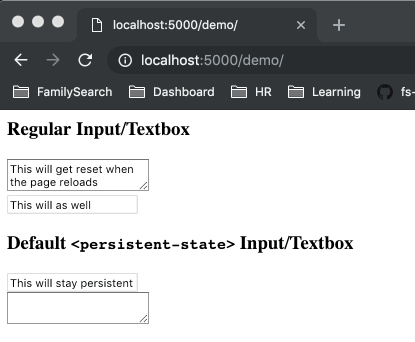 localhost:5000/demo/
localhost:5000/demo/
FamilySearch Dashboard HR Learning fs-
Regular Input/Textbox
This will get reset when
the page reloads
This will as well
Default <persistent-state> Input/Textbox
This will stay persistent